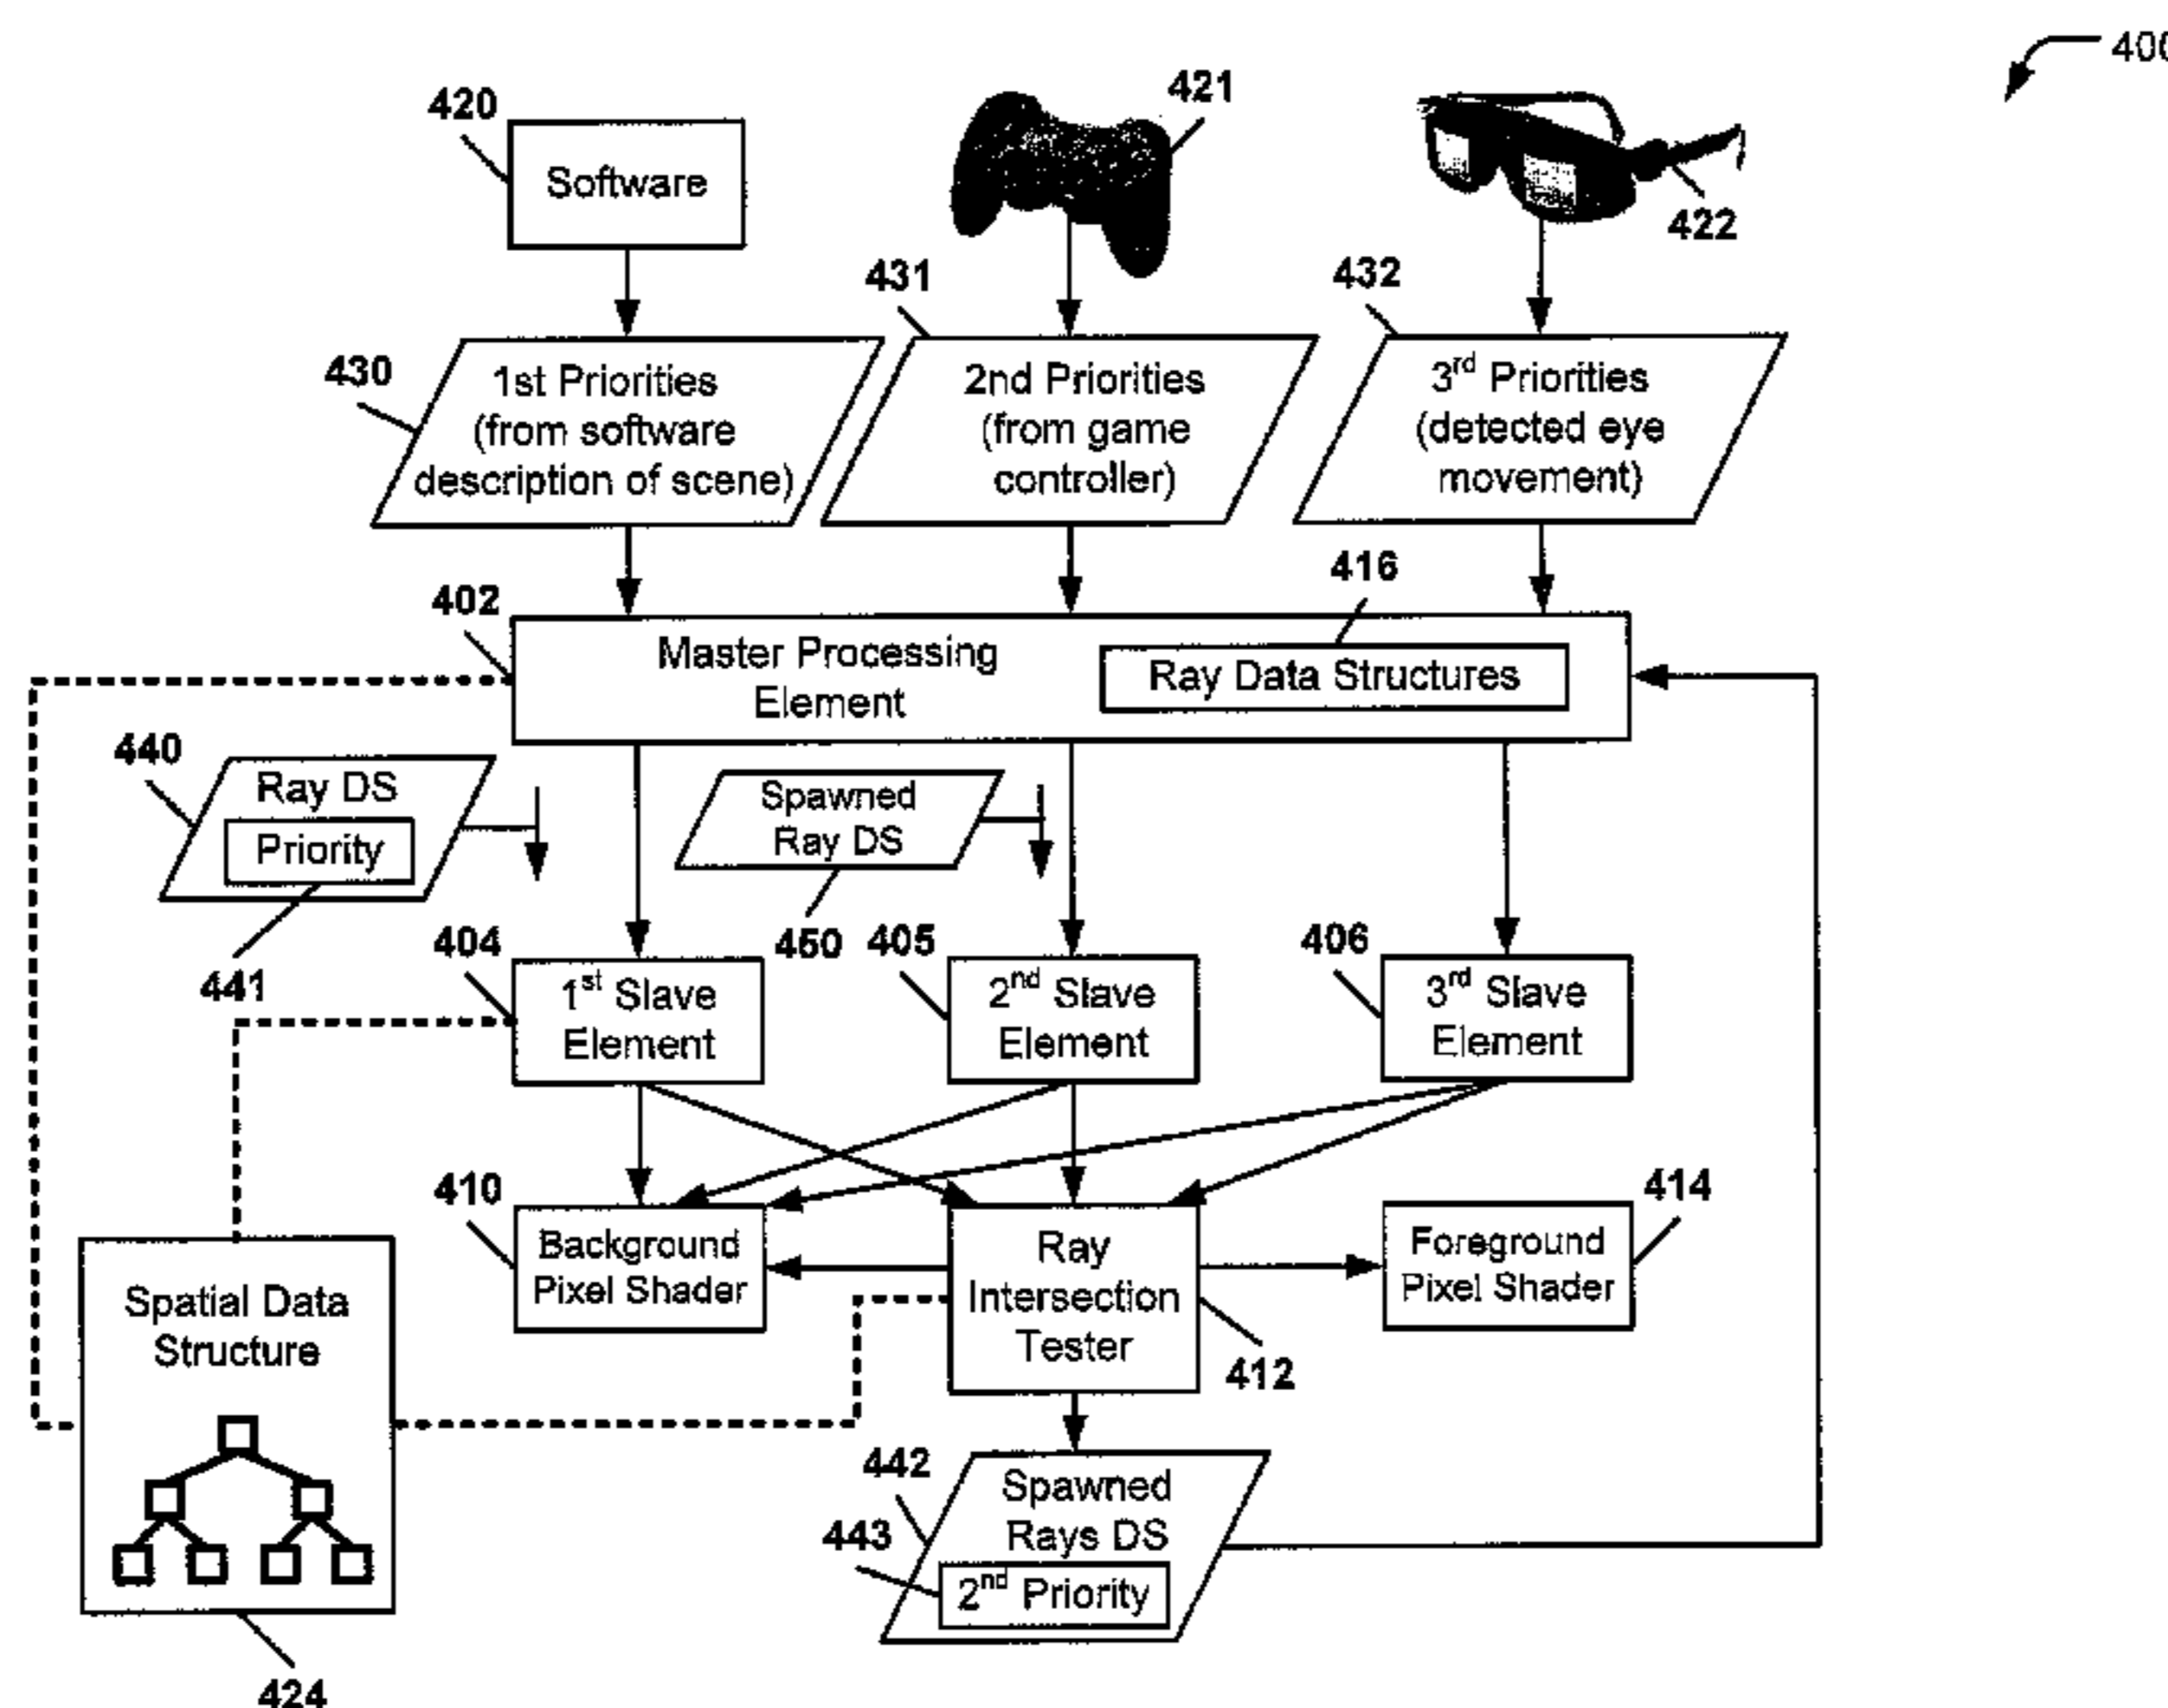 400
420
Software
421
422
430
1st Priorities
(from software
description of scene)
431
2nd Priorities
(from game
controller)
432
3rd Priorities
(detected eye
movement)
402
Master Processing
Element
416
Ray Data Structures
440
Ray DS
Priority
441
Spawned
Ray DS
450
404
1st Slave
Element
405
2nd Slave
Element
406
3rd Slave
Element
410
Background
Pixel Shader
Ray
Intersection
Tester
412
414
Foreground
Pixel Shader
Spatial Data
Structure
424
442
Spawned
Rays DS
443
2nd Priority